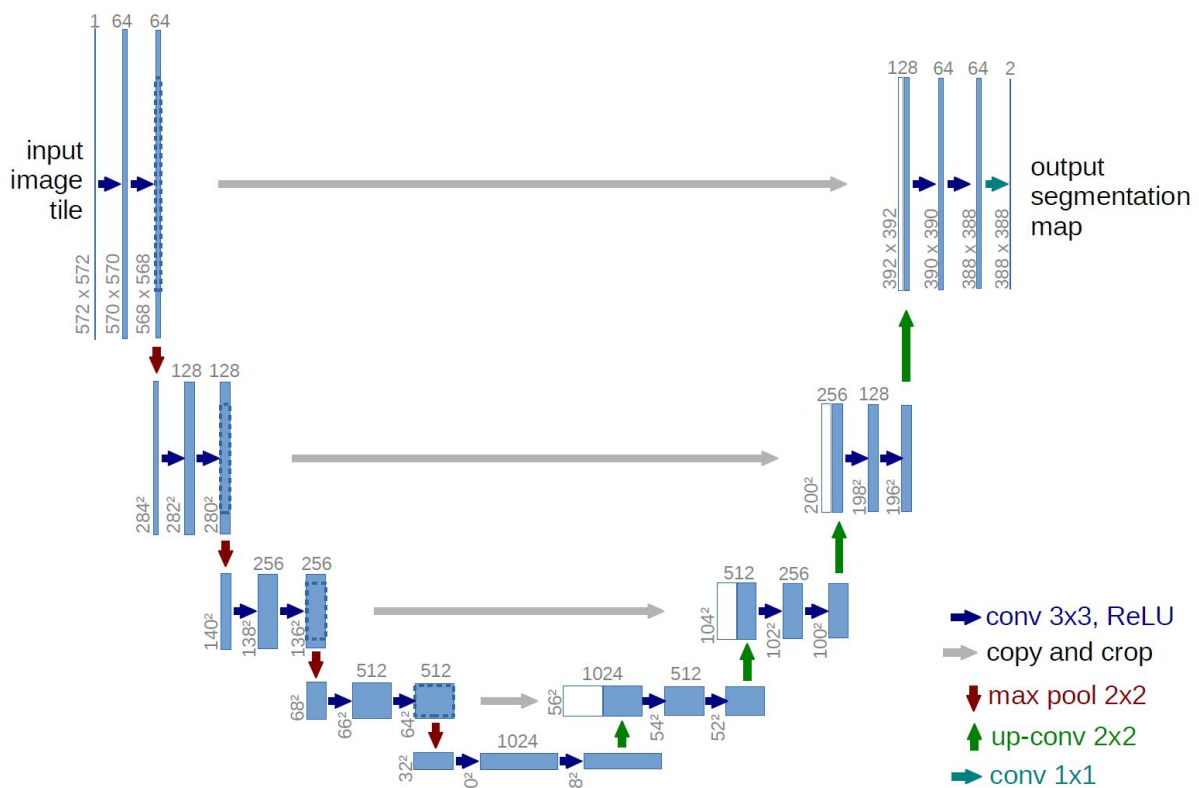 1 64 64
128 64 64 2
input
image
tile
output
segmentation
map
572 x 572
570 x 570
568 x 568
392 x 392
390 x 390
388 x 388
388 x 388
128 128
256 128
284²
282²
280²
200²
198²
196²
256 256
512 256
140²
138²
136²
104²
102²
100²
conv 3x3, ReLU
copy and crop
max pool 2x2
up-conv 2x2
conv 1x1
512 512
1024 512
68²
66²
64²
56²
54²
52²
1024
32²
0²
8²